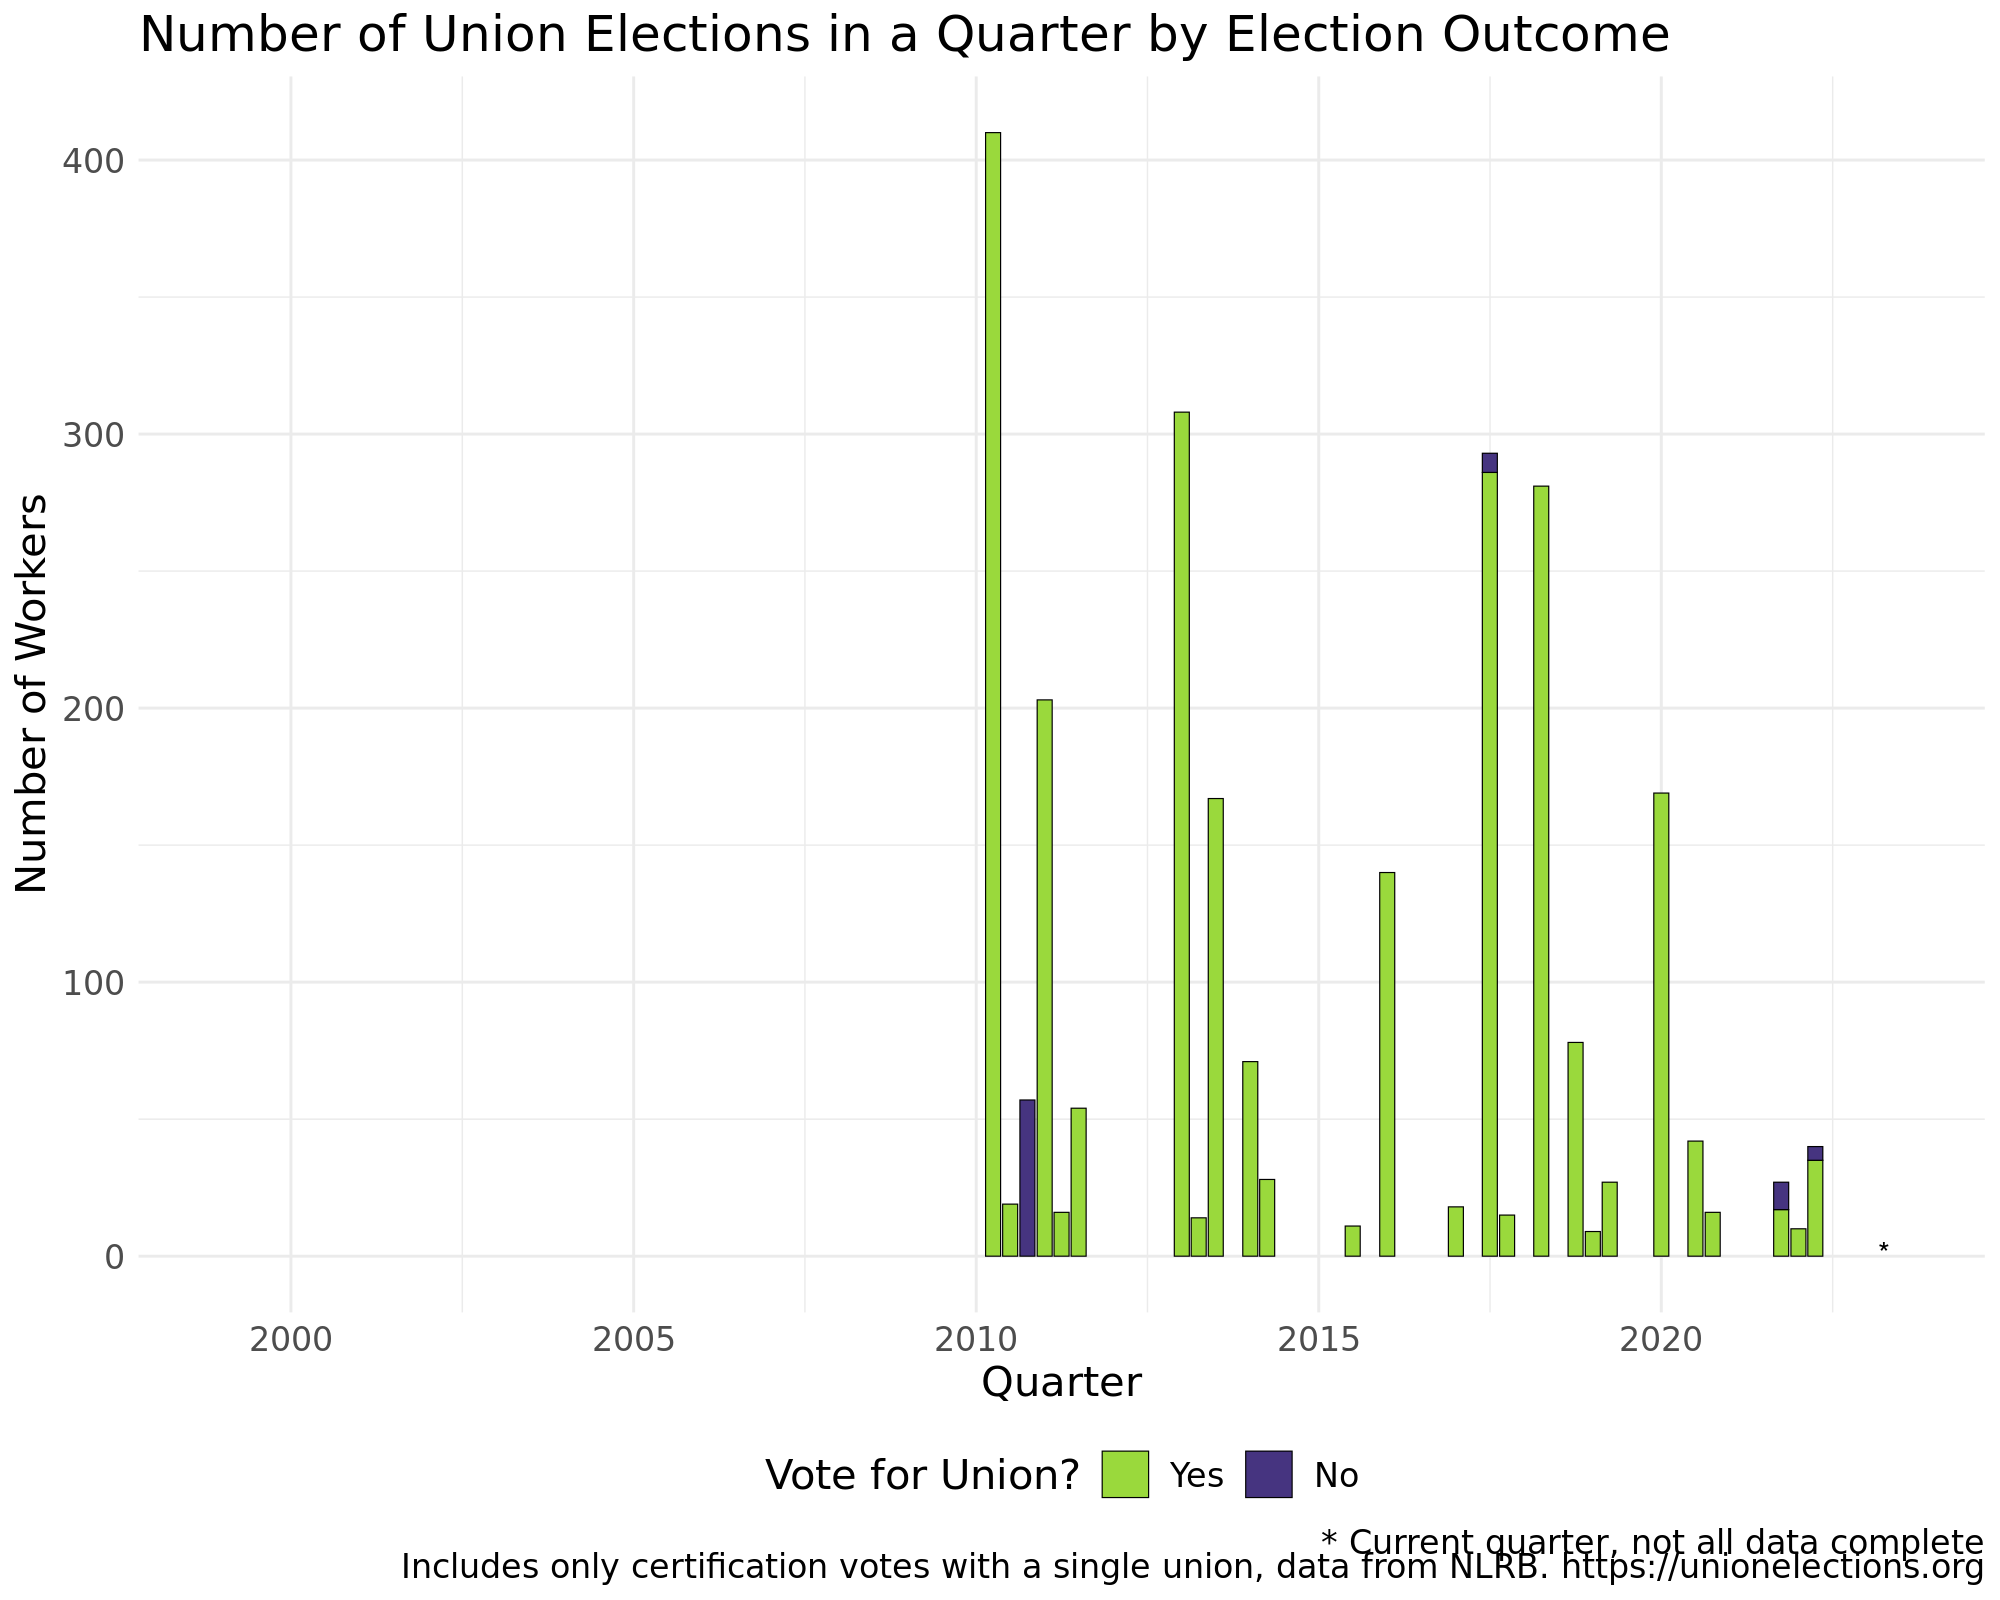 Number of Union Elections in a Quarter by Election Outcome
Number of Workers
400
300
200
100
0
*
2000 2005 2010 2015 2020
Quarter
Vote for Union? Yes No
* Current quarter, not all data complete
Includes only certification votes with a single union, data from NLRB. https://unionelections.org